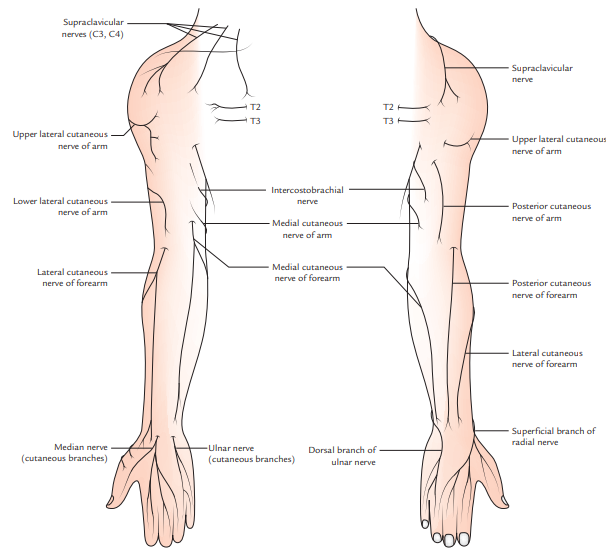 Supraclavicular
nerves (C3, C4)
T2
T3
Upper lateral cutaneous
nerve of arm
Lower lateral cutaneous
nerve of arm
Lateral cutaneous
nerve of forearm
Median nerve
(cutaneous branches)
Ulnar nerve
(cutaneous branches)
Intercostobrachial
nerve
Medial cutaneous
nerve of arm
Medial cutaneous
nerve of forearm
Supraclavicular
nerve
T2
T3
Upper lateral cutaneous
nerve of arm
Posterior cutaneous
nerve of arm
Posterior cutaneous
nerve of forearm
Lateral cutaneous
nerve of forearm
Superficial branch of
radial nerve
Dorsal branch of
ulnar nerve